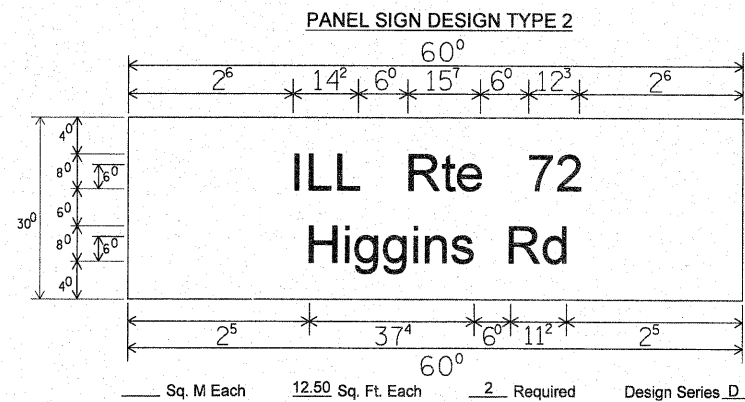 PANEL SIGN DESIGN TYPE 2
60⁰
2⁶ 14² 6⁰ 15⁷ 6⁰ 12³ 2⁶
4⁰
8⁰ 6⁰
30⁰
6⁰
8⁰ 6⁰
4⁰
ILL Rte 72
Higgins Rd
2⁵ 37⁴ 6⁰ 11² 2⁵
60⁰
____ Sq. M Each 12.50 Sq. Ft. Each 2 Required Design Series D